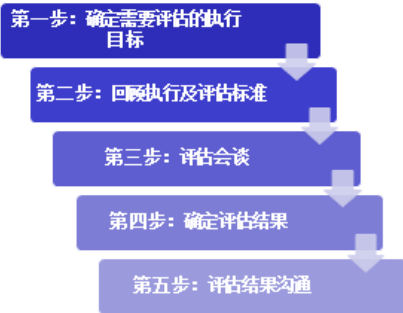 第一步：确定需要评估的执行
目标
第二步：回顾执行及评估标准
第三步：评估会谈
第四步：确定评估结果
第五步：评估结果沟通